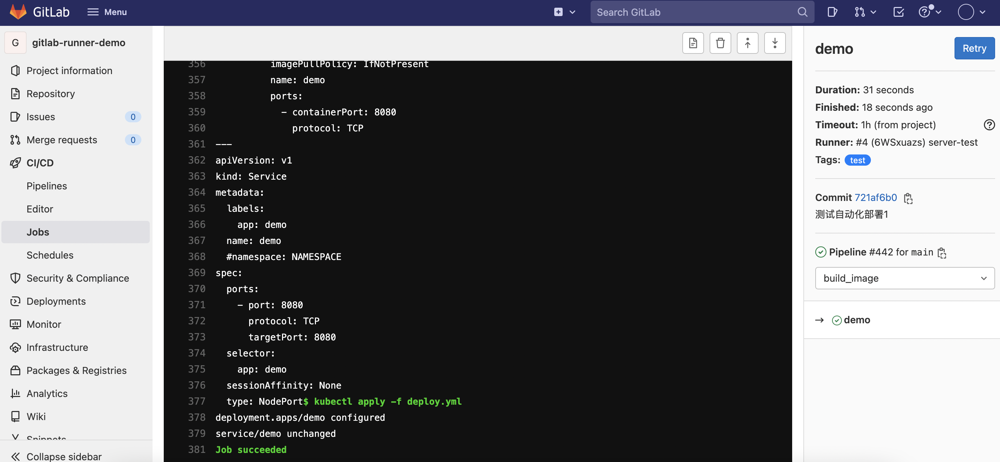 GitLab
Menu
Search GitLab
G
gitlab-runner-demo
Project information
Repository
Issues 0
Merge requests 0
CI/CD
Pipelines
Editor
Jobs
Schedules
Security & Compliance
Deployments
Monitor
Infrastructure
Packages & Registries
Analytics
Wiki
Snippets
Collapse sidebar
356 imagePullPolicy: IfNotPresent
357 name: demo
358 ports:
359 - containerPort: 8080
360 protocol: TCP
361 ---
362 apiVersion: v1
363 kind: Service
364 metadata:
365 labels:
366 app: demo
367 name: demo
368 #namespace: NAMESPACE
369 spec:
370 ports:
371 - port: 8080
372 protocol: TCP
373 targetPort: 8080
374 selector:
375 app: demo
376 sessionAffinity: None
377 type: NodePort$ kubectl apply -f deploy.yml
378 deployment.apps/demo configured
379 service/demo unchanged
381 Job succeeded
demo
Retry
Duration: 31 seconds
Finished: 18 seconds ago
Timeout: 1h (from project)
Runner: #4 (6WSxuazs) server-test
Tags: test
Commit 721af6b0
测试自动化部署1
Pipeline #442 for main
build_image
→ demo